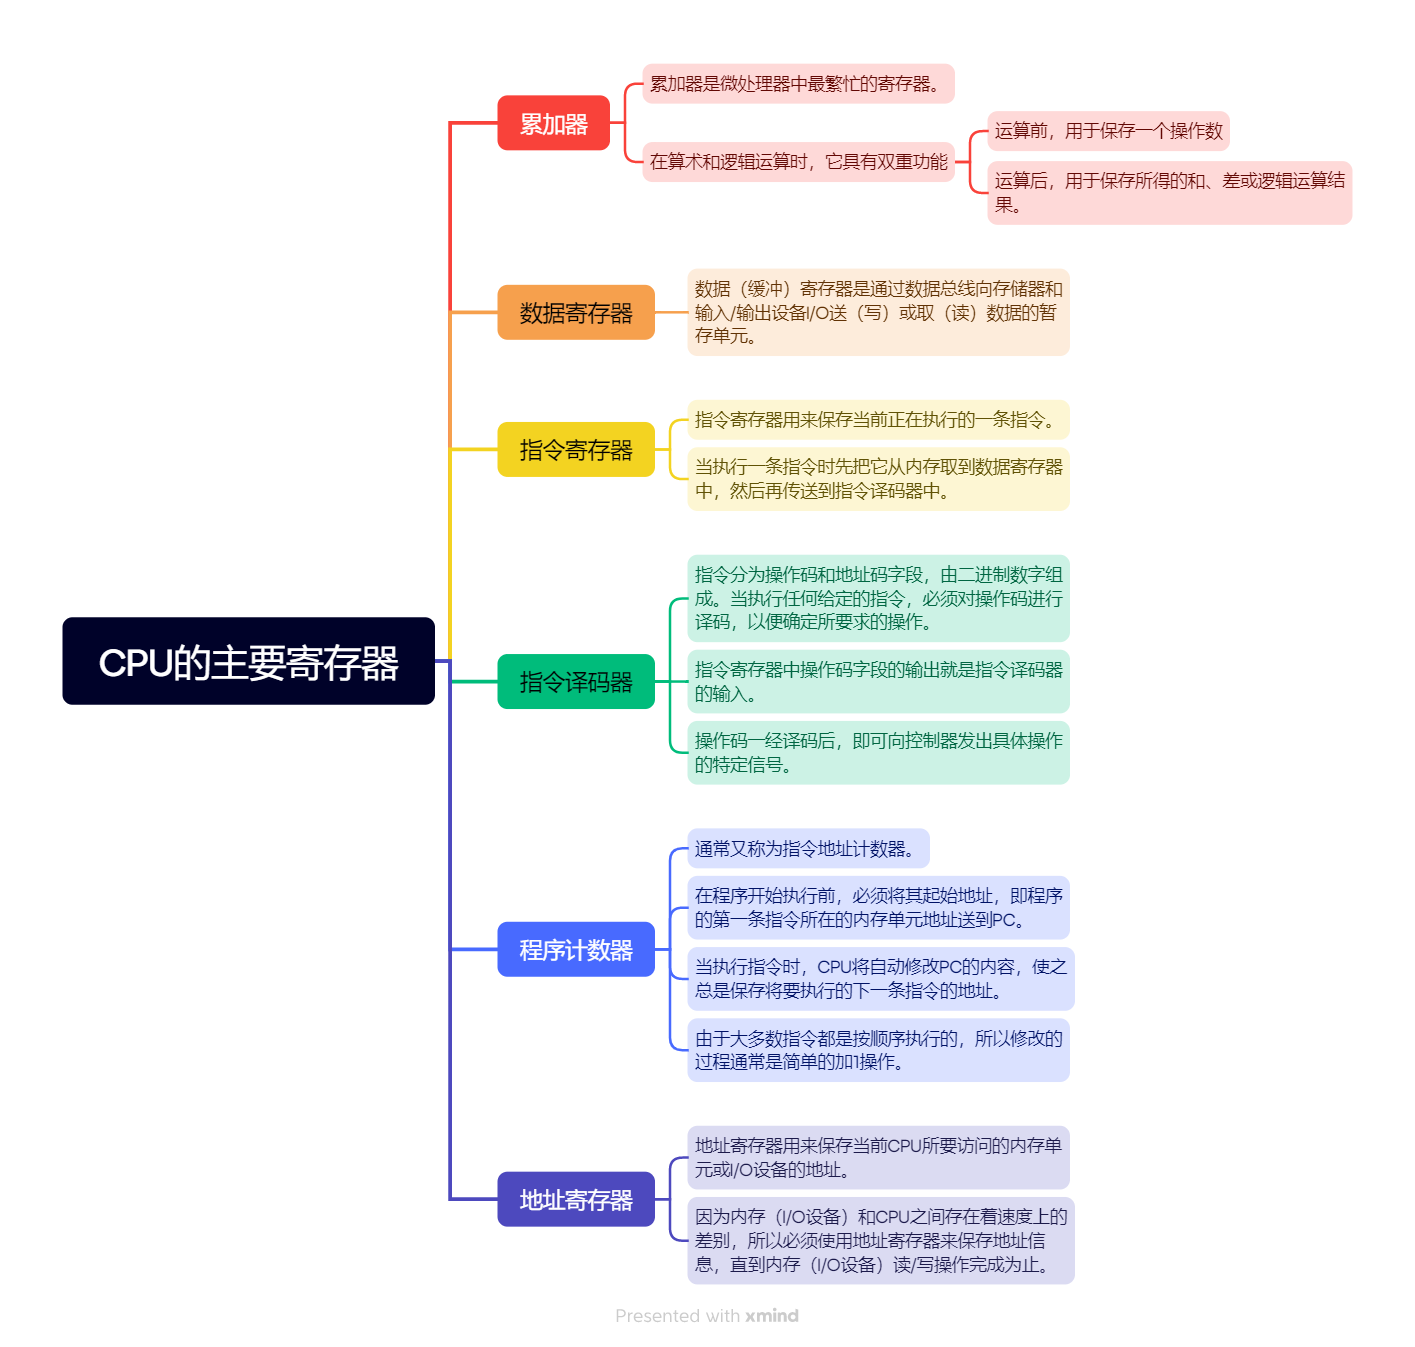 CPU的主要寄存器
累加器
累加器是微处理器中最繁忙的寄存器。
在算术和逻辑运算时，它具有双重功能
运算前，用于保存一个操作数
运算后，用于保存所得的和、差或逻辑运算结
果。
数据寄存器
数据（缓冲）寄存器是通过数据总线向存储器和
输入/输出设备I/O送（写）或取（读）数据的暂
存单元。
指令寄存器
指令寄存器用来保存当前正在执行的一条指令。
当执行一条指令时先把它从内存取到数据寄存器
中，然后再传送到指令译码器中。
指令译码器
指令分为操作码和地址码字段，由二进制数字组
成。当执行任何给定的指令，必须对操作码进行
译码，以便确定所要求的操作。
指令寄存器中操作码字段的输出就是指令译码器
的输入。
操作码一经译码后，即可向控制器发出具体操作
的特定信号。
程序计数器
通常又称为指令地址计数器。
在程序开始执行前，必须将其起始地址，即程序
的第一条指令所在的内存单元地址送到PC。
当执行指令时，CPU将自动修改PC的内容，使之
总是保存将要执行的下一条指令的地址。
由于大多数指令都是按顺序执行的，所以修改的
过程通常是简单的加1操作。
地址寄存器
地址寄存器用来保存当前CPU所要访问的内存单
元或I/O设备的地址。
因为内存（I/O设备）和CPU之间存在着速度上的
差别，所以必须使用地址寄存器来保存地址信
息，直到内存（I/O设备）读/写操作完成为止。
Presented with xmind